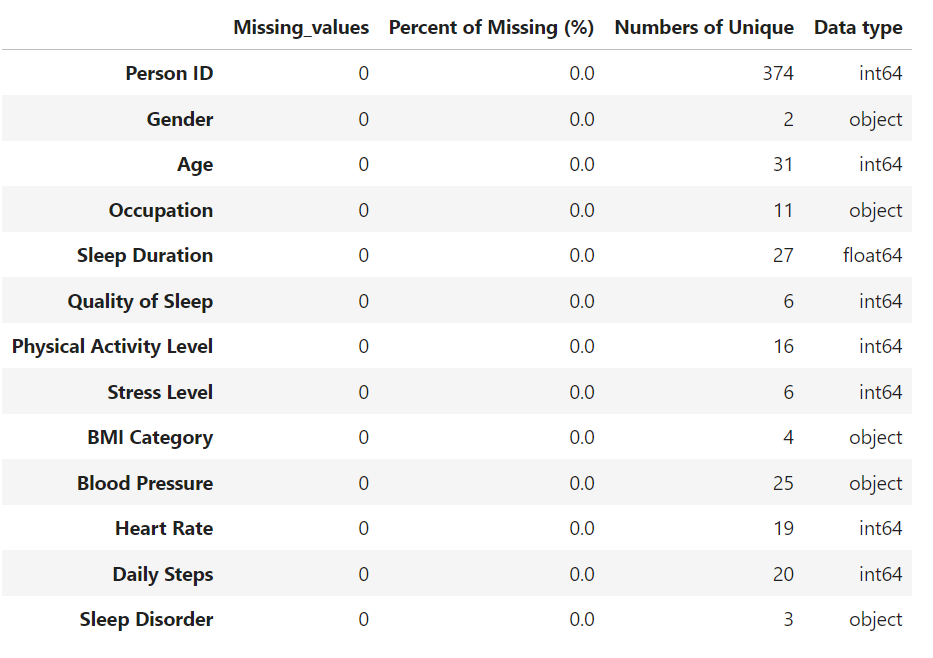 Missing_values Percent of Missing (%) Numbers of Unique Data type
Person ID 0 0.0 374 int64
Gender 0 0.0 2 object
Age 0 0.0 31 int64
Occupation 0 0.0 11 object
Sleep Duration 0 0.0 27 float64
Quality of Sleep 0 0.0 6 int64
Physical Activity Level 0 0.0 16 int64
Stress Level 0 0.0 6 int64
BMI Category 0 0.0 4 object
Blood Pressure 0 0.0 25 object
Heart Rate 0 0.0 19 int64
Daily Steps 0 0.0 20 int64
Sleep Disorder 0 0.0 3 object